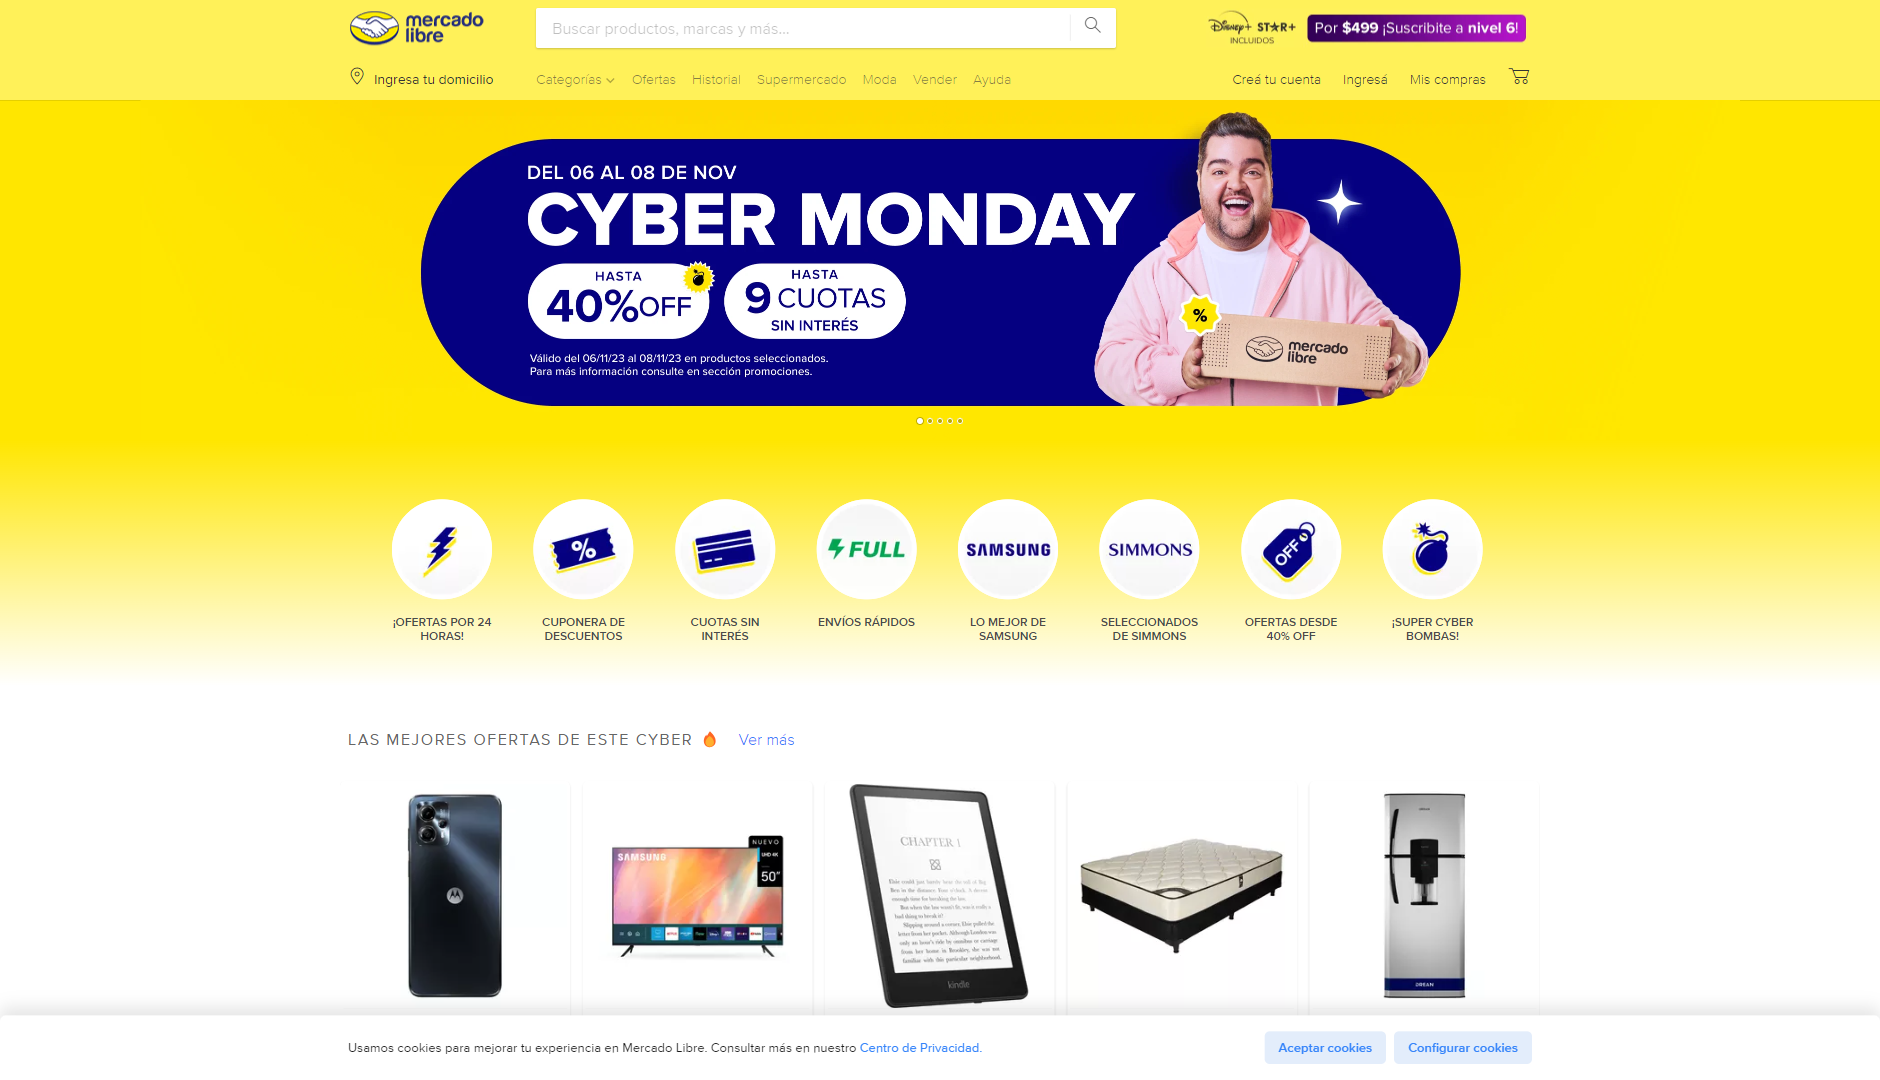 mercado
libre
Buscar productos, marcas y más...
Disney+ STAR+
INCLUIDOS
Por $499 ¡Suscribite a nivel 6!
Ingresa tu domicilio
Categorías
Ofertas
Historial
Supermercado
Moda
Vender
Ayuda
Creá tu cuenta
Ingresá
Mis compras
DEL 06 AL 08 DE NOV
CYBER MONDAY
HASTA
40% OFF
HASTA
9 CUOTAS
SIN INTERÉS
Válido del 06/11/23 al 08/11/23 en productos seleccionados.
Para más información consulte en sección promociones.
%
mercado
libre
%
FULL
SAMSUNG
SIMMONS
OFF
¡OFERTAS POR 24
HORAS!
CUPONERA DE
DESCUENTOS
CUOTAS SIN
INTERÉS
ENVÍOS RÁPIDOS
LO MEJOR DE
SAMSUNG
SELECCIONADOS
DE SIMMONS
OFERTAS DESDE
40% OFF
¡SUPER CYBER
BOMBAS!
LAS MEJORES OFERTAS DE ESTE CYBER
Ver más
SAMSUNG
NUEVO
UHD 4K
50"
CHAPTER 1
kindle
DREAN
Usamos cookies para mejorar tu experiencia en Mercado Libre. Consultar más en nuestro Centro de Privacidad.
Aceptar cookies
Configurar cookies